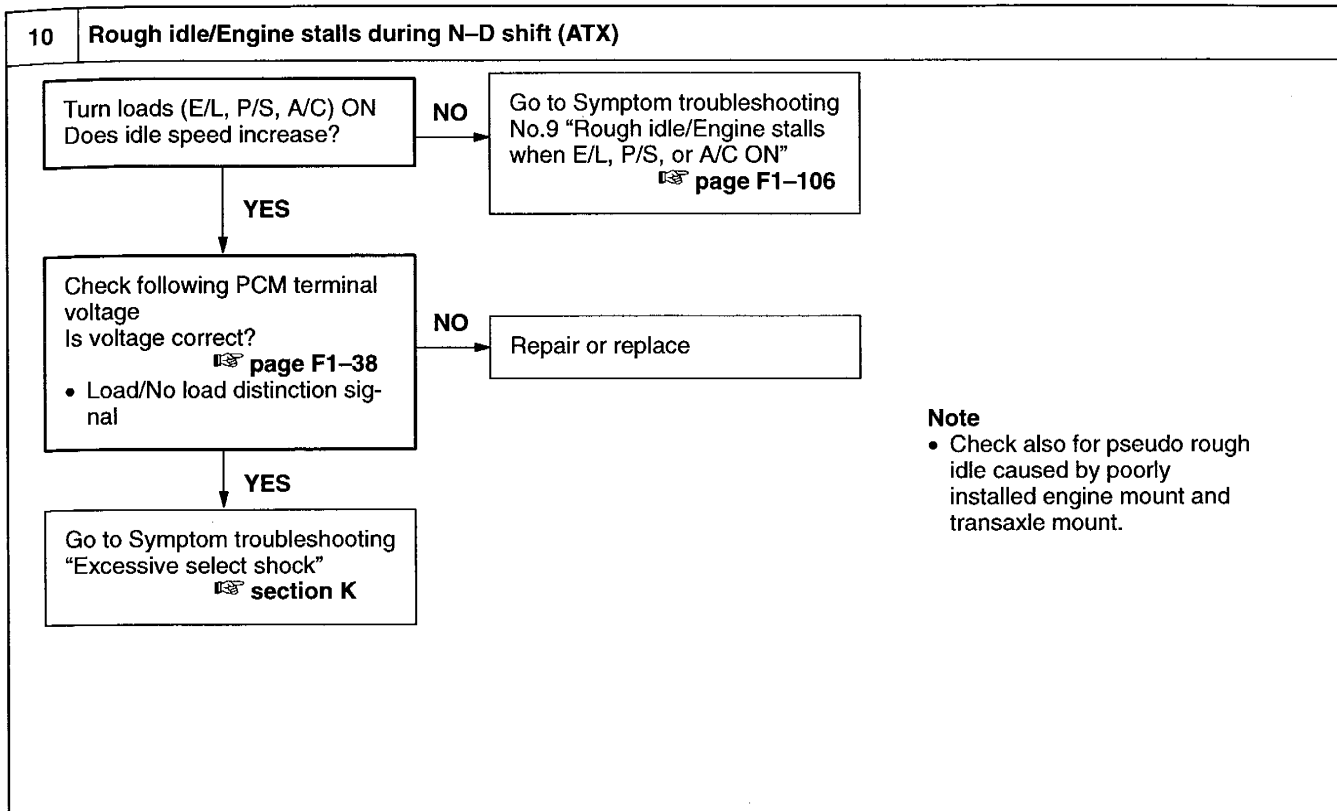 10 Rough idle/Engine stalls during N–D shift (ATX)
Turn loads (E/L, P/S, A/C) ON
Does idle speed increase?
NO
Go to Symptom troubleshooting
No.9 “Rough idle/Engine stalls
when E/L, P/S, or A/C ON”
☞ page F1–106
YES
Check following PCM terminal
voltage
Is voltage correct?
☞ page F1–38
• Load/No load distinction sig-
nal
NO
Repair or replace
YES
Go to Symptom troubleshooting
“Excessive select shock”
☞ section K
Note
• Check also for pseudo rough
idle caused by poorly
installed engine mount and
transaxle mount.